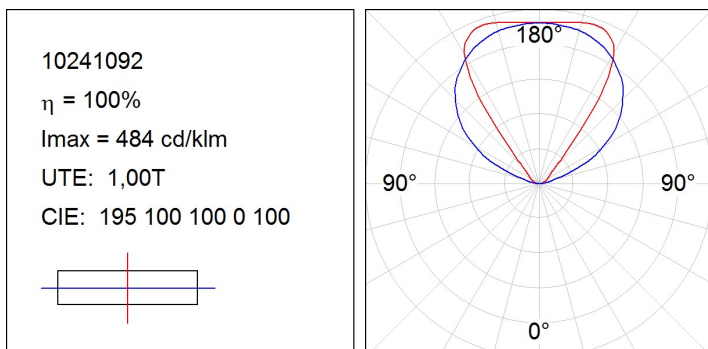 10241092
η = 100%
Imax = 484 cd/klm
UTE: 1,00T
CIE: 195 100 100 0 100
180°
90° 90°
0°